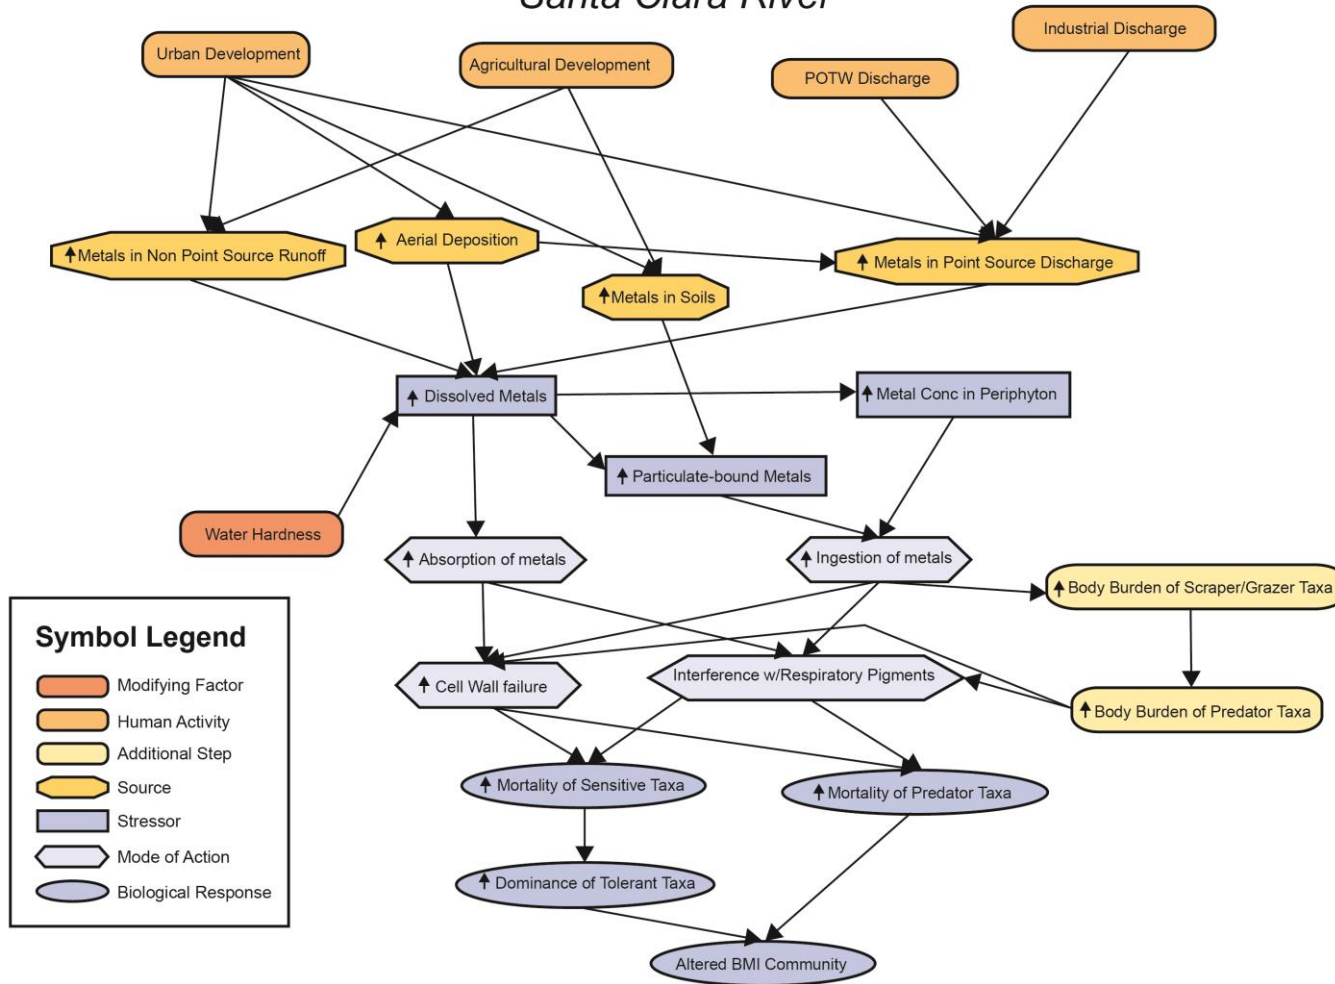 Santa Clara River
Industrial Discharge
Urban Development
Agricultural Development
POTW Discharge
Metals in Non Point Source Runoff
Aerial Deposition
Metals in Point Source Discharge
Metals in Soils
Dissolved Metals
Metal Conc in Periphyton
Particulate-bound Metals
Water Hardness
Absorption of metals
Ingestion of metals
Body Burden of Scraper/Grazer Taxa
Cell Wall failure
Interference w/Respiratory Pigments
Body Burden of Predator Taxa
Mortality of Sensitive Taxa
Mortality of Predator Taxa
Dominance of Tolerant Taxa
Altered BMI Community
Symbol Legend
Modifying Factor
Human Activity
Additional Step
Source
Stressor
Mode of Action
Biological Response